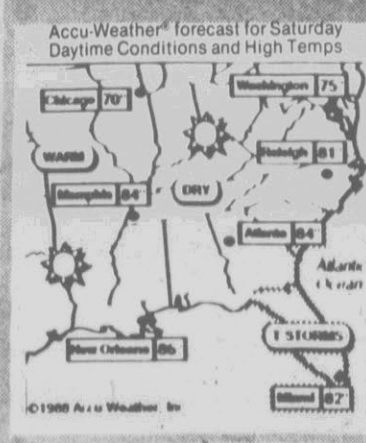 Accu-Weather® forecast for Saturday
Daytime Conditions and High Temps
Chicago 70°
Washington 75
WARM
Raleigh 81
Memphis 84°
DRY
Atlanta 84°
Atlantic
Ocean
New Orleans 86
T STORMS
Miami 82°
©1988 Accu Weather, Inc